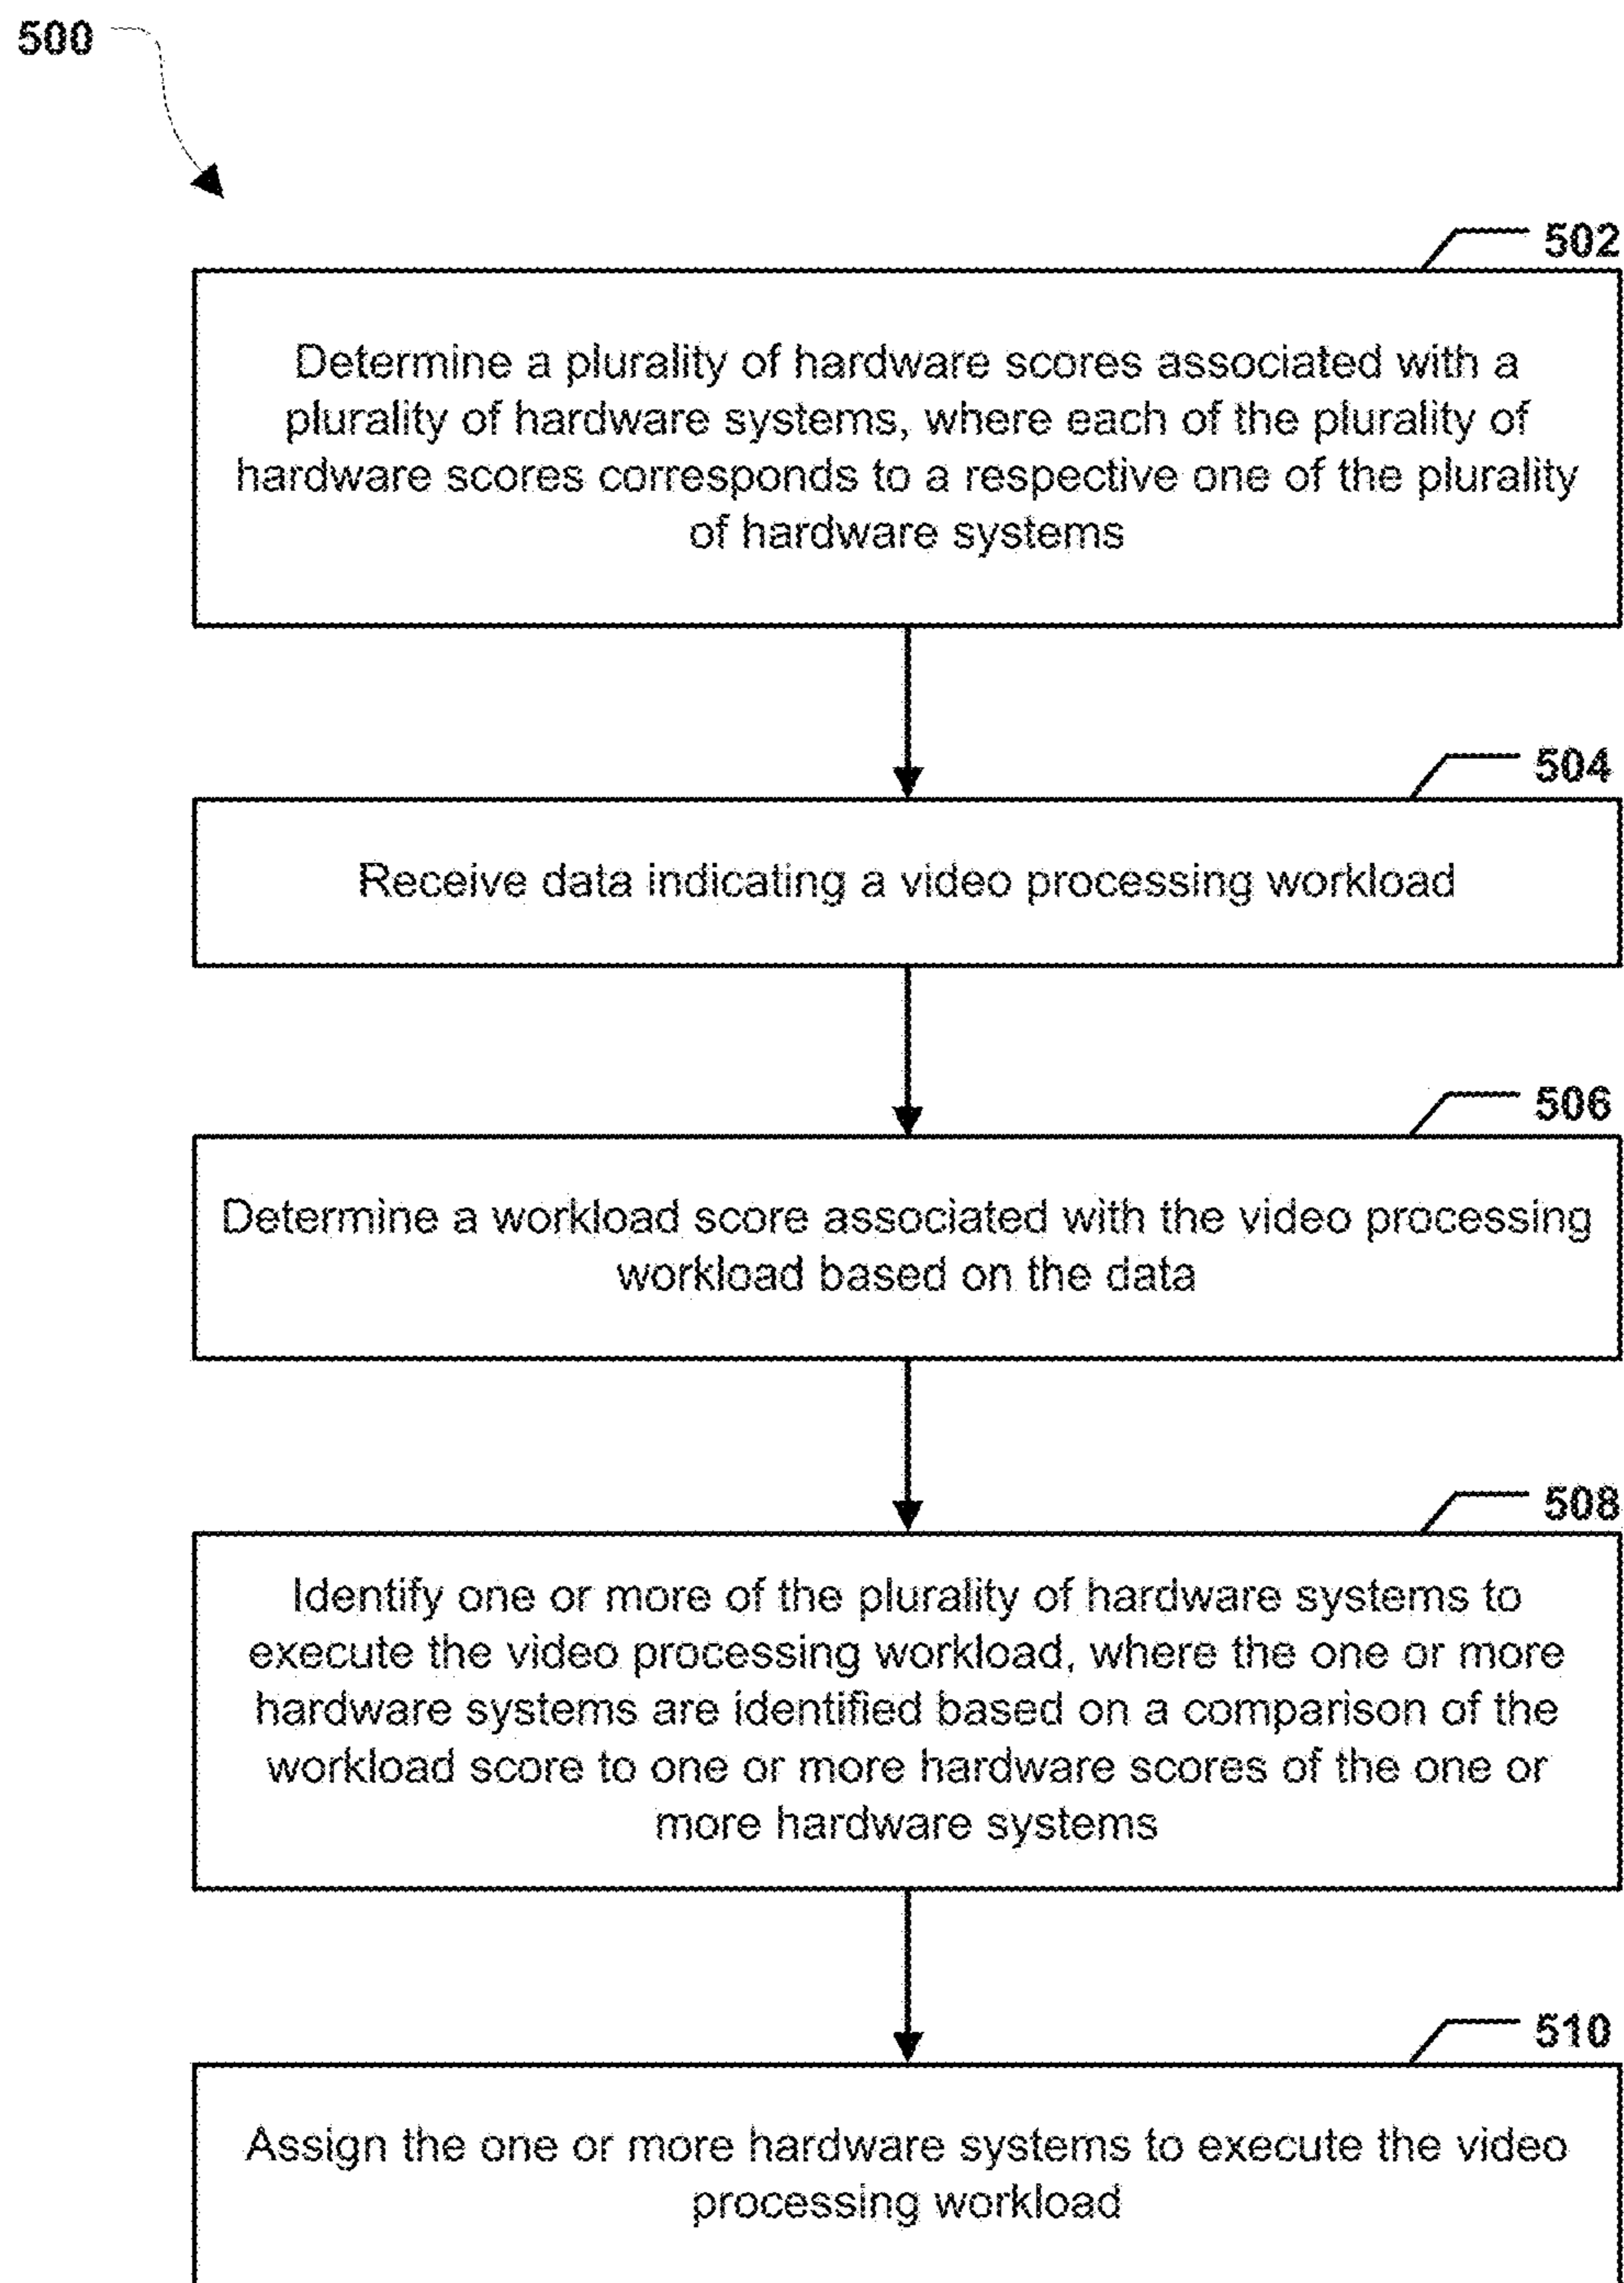 500
502
Determine a plurality of hardware scores associated with a
plurality of hardware systems, where each of the plurality of
hardware scores corresponds to a respective one of the plurality
of hardware systems
504
Receive data indicating a video processing workload
506
Determine a workload score associated with the video processing
workload based on the data
508
Identify one or more of the plurality of hardware systems to
execute the video processing workload, where the one or more
hardware systems are identified based on a comparison of the
workload score to one or more hardware scores of the one or
more hardware systems
510
Assign the one or more hardware systems to execute the video
processing workload